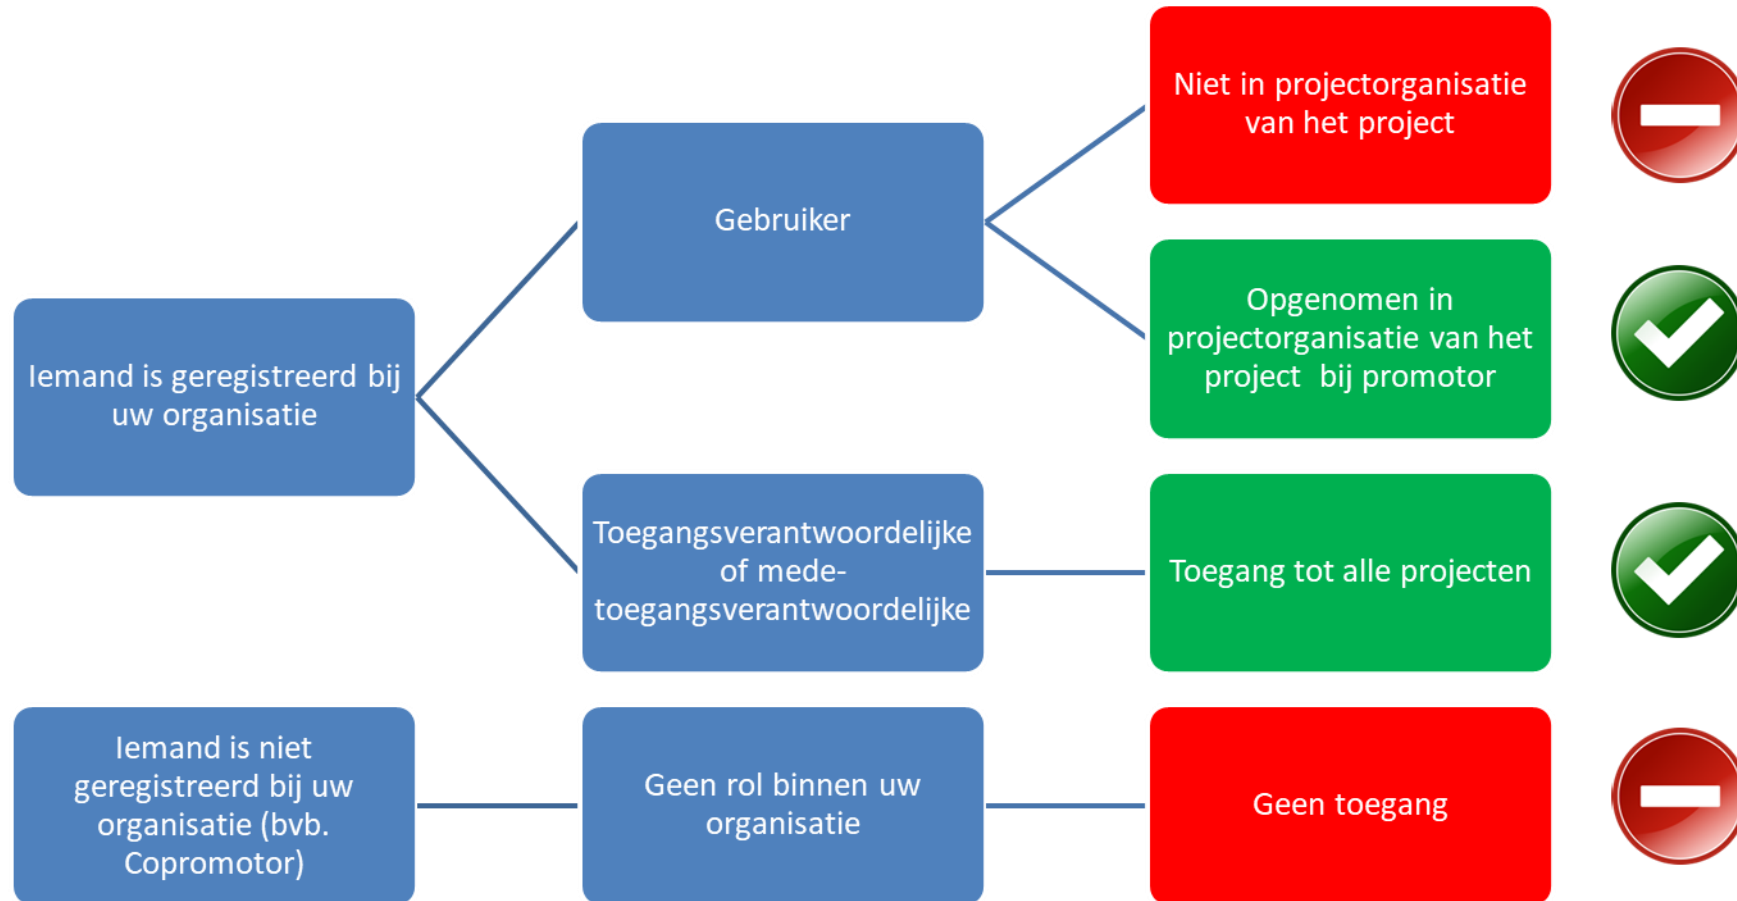 Niet in projectorganisatie
van het project
Gebruiker
Opgenomen in
projectorganisatie van het
project  bij promotor
Iemand is geregistreerd bij
uw organisatie
Toegangsverantwoordelijke
of mede-
toegangsverantwoordelijke
Toegang tot alle projecten
Iemand is niet
geregistreerd bij uw
organisatie (bvb.
Copromotor)
Geen rol binnen uw
organisatie
Geen toegang